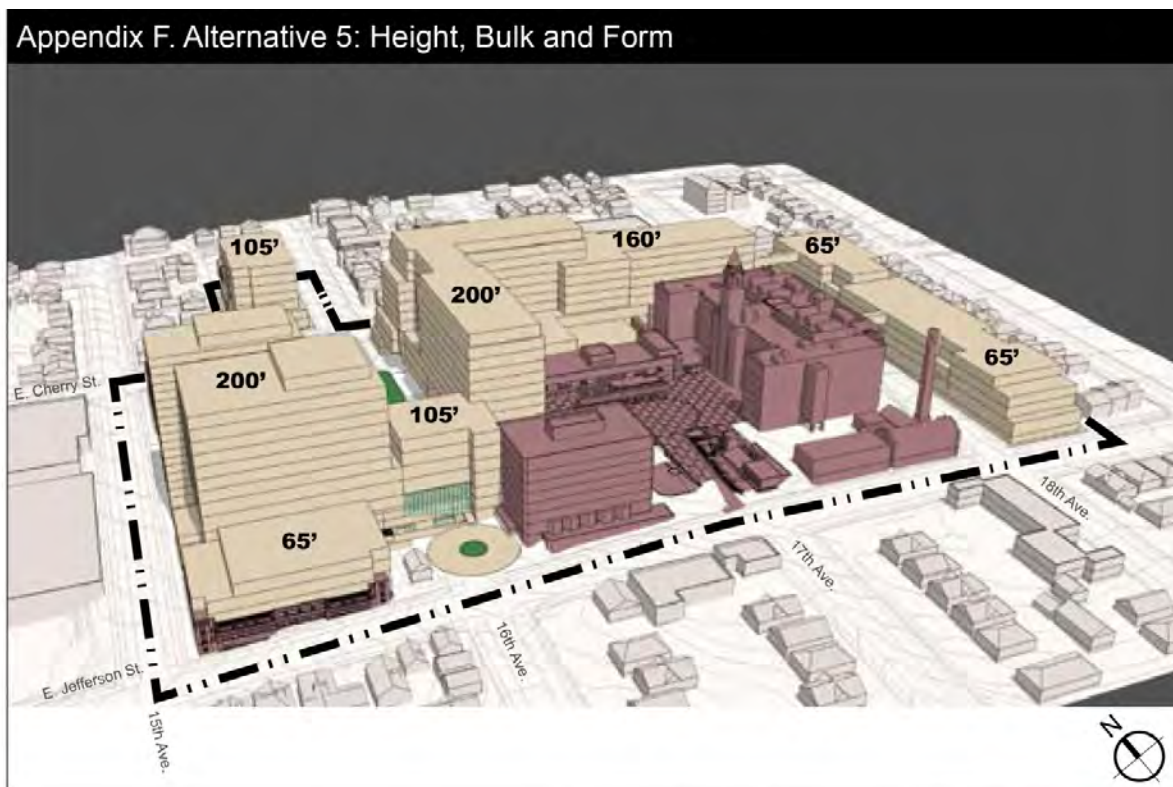 Appendix F. Alternative 5: Height, Bulk and Form
105'
160'
65'
200'
65'
E. Cherry St.
200'
105'
65'
18th Ave.
17th Ave.
16th Ave.
E. Jefferson St.
15th Ave.
N